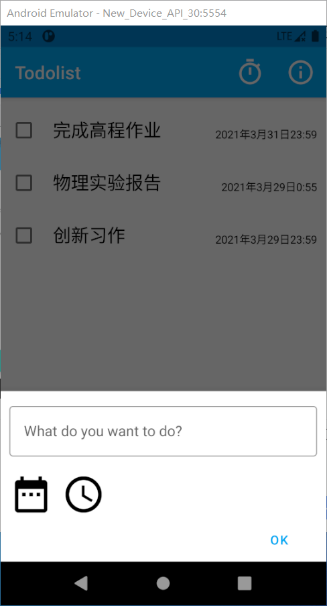 Android Emulator - New_Device_API_30:5554
5:14 LTE
Todolist
完成高程作业 2021年3月31日23:59
物理实验报告 2021年3月29日0:55
创新习作 2021年3月29日23:59
What do you want to do?
OK